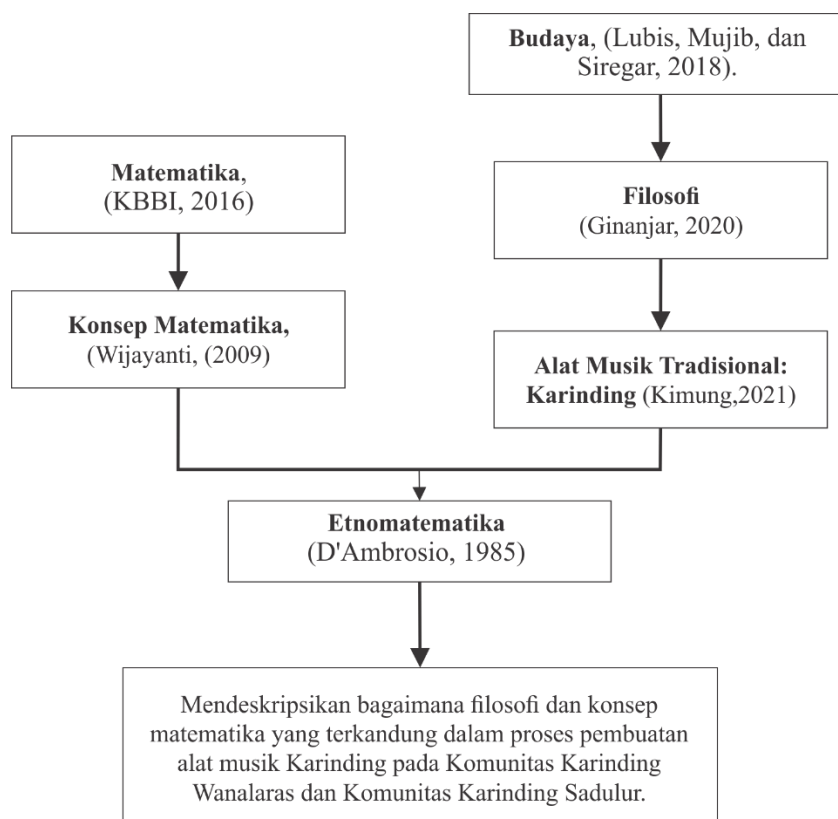 Budaya, (Lubis, Mujib, dan
Siregar, 2018).
Matematika,
(KBBI, 2016)
Filosofi
(Ginanjar, 2020)
Konsep Matematika,
(Wijayanti, (2009)
Alat Musik Tradisional:
Karinding (Kimung,2021)
Etnomatematika
(D'Ambrosio, 1985)
Mendeskripsikan bagaimana filosofi dan konsep
matematika yang terkandung dalam proses pembuatan
alat musik Karinding pada Komunitas Karinding
Wanalaras dan Komunitas Karinding Sadulur.